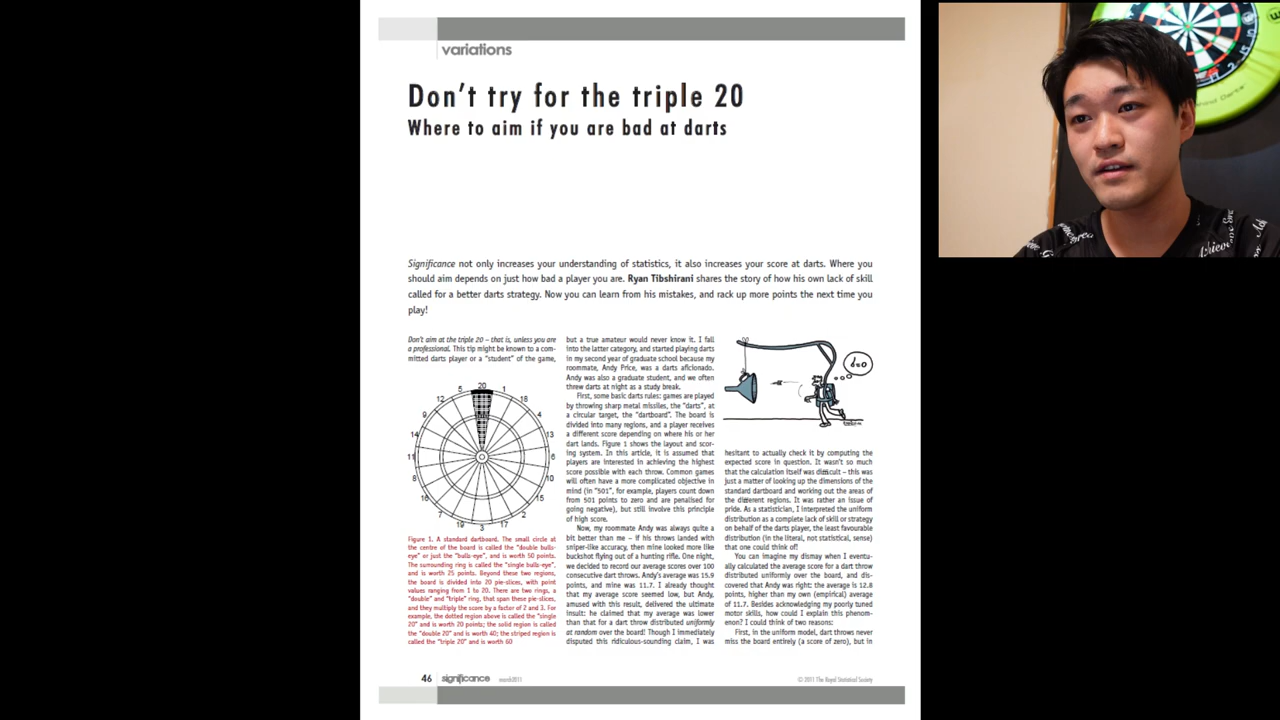 variations
Don't try for the triple 20
Where to aim if you are bad at darts
Significance not only increases your understanding of statistics, it also increases your score at darts. Where you
should aim depends on just how bad a player you are. Ryan Tibshirani shares the story of how his own lack of skill
called for a better darts strategy. Now you can learn from his mistakes, and rack up more points the next time you
play!
Don't aim at the triple 20 – that is, unless you are
a professional. This tip might be known to a com-
mitted darts player or a "student" of the game,
20
5
1
12
18
9
4
14
13
11
6
8
10
16
15
7
2
19
17
3
Figure 1. A standard dartboard. The small circle at
the centre of the board is called the "double bulls-
eye" or just the "bulls-eye", and is worth 50 points.
The surrounding ring is called the "single bulls-eye",
and is worth 25 points. Beyond these two regions,
the board is divided into 20 pie-slices, with point
values ranging from 1 to 20. There are two rings, a
"double" and "triple" ring, that span these pie-slices,
and they multiply the score by a factor of 2 and 3. For
example, the dotted region above is called the "single
20" and is worth 20 points; the solid region is called
the "double 20" and is worth 40; the striped region is
called the "triple 20" and is worth 60
but a true amateur would never know it. I fall
into the latter category, and started playing darts
in my second year of graduate school because my
roommate, Andy Price, was a darts aficionado.
Andy was also a graduate student, and we often
threw darts at night as a study break.
First, some basic darts rules: games are played
by throwing sharp metal missiles, the "darts", at
a circular target, the "dartboard". The board is
divided into many regions, and a player receives
a different score depending on where his or her
dart lands. Figure 1 shows the layout and scor-
ing system. In this article, it is assumed that
players are interested in achieving the highest
score possible with each throw. Common games
will often have a more complicated objective in
mind (in "501", for example, players count down
from 501 points to zero and are penalised for
going negative), but still involve this principle
of high score.
Now, my roommate Andy was always quite a
bit better than me – if his throws landed with
sniper-like accuracy, then mine looked more like
buckshot flying out of a hunting rifle. One night,
we decided to record our average scores over 100
consecutive dart throws. Andy's average was 15.9
points, and mine was 11.7. I already thought
that my average score seemed low, but Andy,
amused with this result, delivered the ultimate
insult: he claimed that my average was lower
than that for a dart throw distributed uniformly
at random over the board! Though I immediately
disputed this ridiculous-sounding claim, I was
hesitant to actually check it by computing the
expected score in question. It wasn't so much
that the calculation itself was difficult – this was
just a matter of looking up the dimensions of the
standard dartboard and working out the areas of
the different regions. It was rather an issue of
pride. As a statistician, I interpreted the uniform
distribution as a complete lack of skill or strategy
on behalf of the darts player, the least favourable
distribution (in the literal, not statistical, sense)
that one could think of!
You can imagine my dismay when I eventu-
ally calculated the average score for a dart throw
distributed uniformly over the board, and dis-
covered that Andy was right: the average is 12.8
points, higher than my own (empirical) average
of 11.7. Besides acknowledging my poorly tuned
motor skills, how could I explain this phenom-
enon? I could think of two reasons:
First, in the uniform model, dart throws never
miss the board entirely (a score of zero), but in
46 significance march2011
© 2011 The Royal Statistical Society